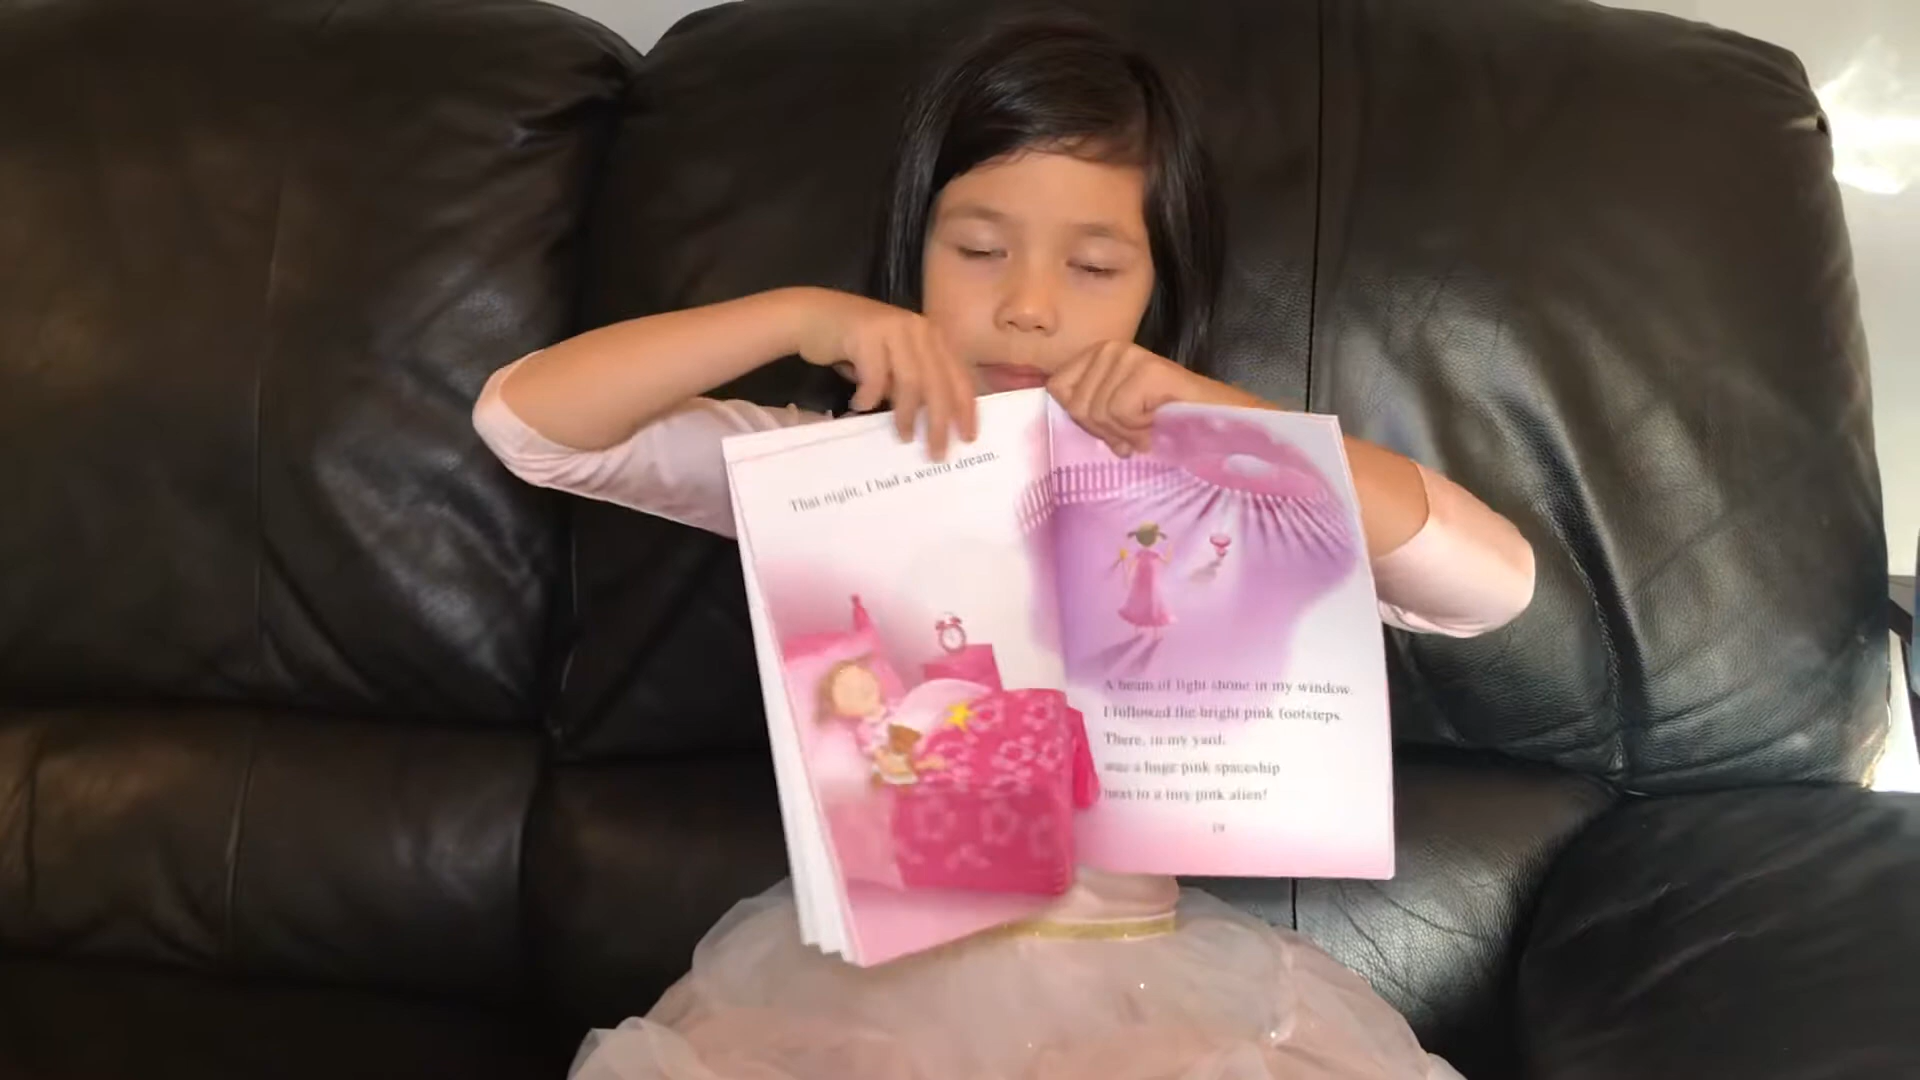 That night, I had a weird dream.
A beam of light shone in my window.
I followed the bright pink footsteps.
There, in my yard,
was a huge pink spaceship
next to a tiny pink alien!
19